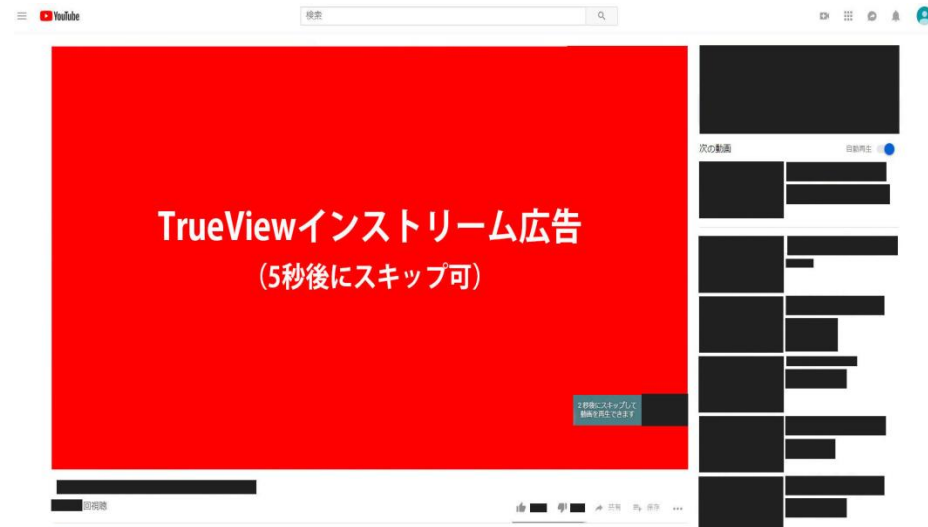 YouTube
検索
TrueViewインストリーム広告
(5秒後にスキップ可)
2 秒後にスキップして
動画を再生できます
次の動画
自動再生
回視聴
共有
保存